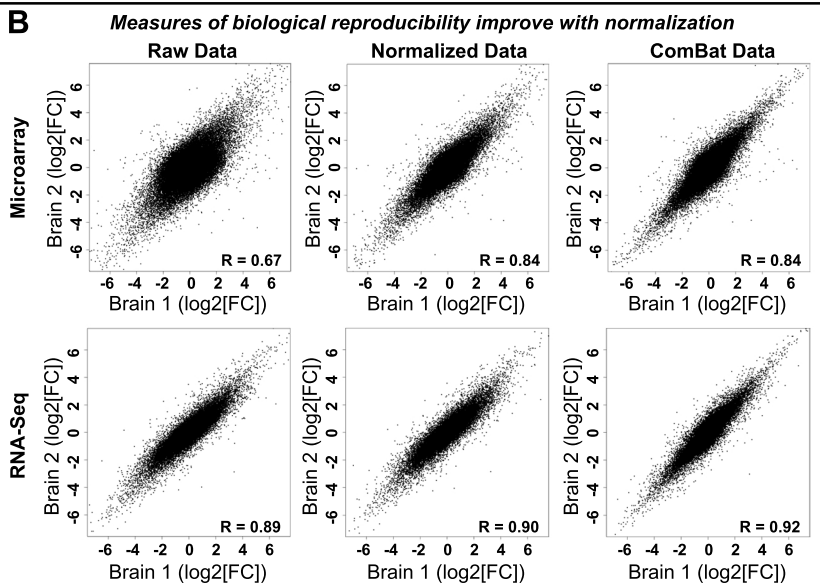 B
Measures of biological reproducibility improve with normalization
Raw Data
Normalized Data
ComBat Data
Microarray
Brain 2 (log2[FC])
6
4
2
0
-2
-4
-6
R = 0.67
-6 -4 -2 0 2 4 6
Brain 1 (log2[FC])
Brain 2 (log2[FC])
6
4
2
0
-2
-4
-6
R = 0.84
-6 -4 -2 0 2 4 6
Brain 1 (log2[FC])
Brain 2 (log2[FC])
6
4
2
0
-2
-4
-6
R = 0.84
-6 -4 -2 0 2 4 6
Brain 1 (log2[FC])
RNA-Seq
Brain 2 (log2[FC])
6
4
2
0
-2
-4
-6
R = 0.89
-6 -4 -2 0 2 4 6
Brain 1 (log2[FC])
Brain 2 (log2[FC])
6
4
2
0
-2
-4
-6
R = 0.90
-6 -4 -2 0 2 4 6
Brain 1 (log2[FC])
Brain 2 (log2[FC])
6
4
2
0
-2
-4
-6
R = 0.92
-6 -4 -2 0 2 4 6
Brain 1 (log2[FC])